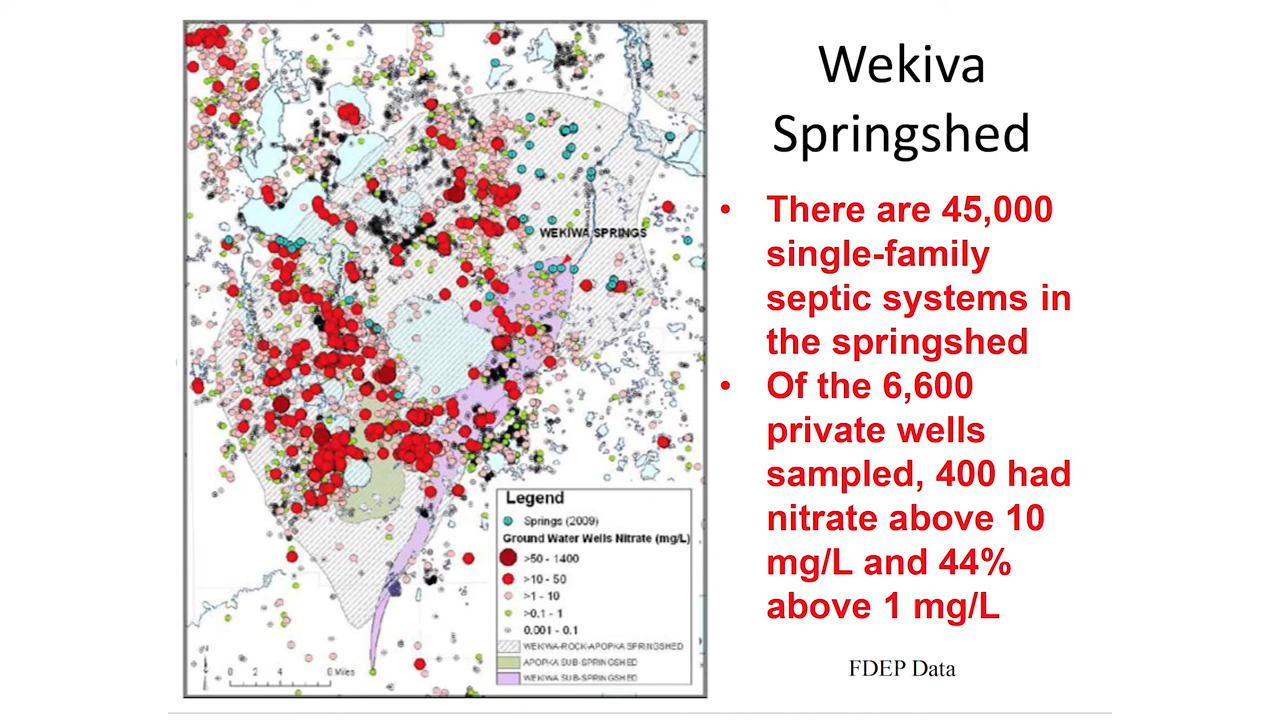 Wekiva
Springshed
• There are 45,000
single-family
septic systems in
the springshed
• Of the 6,600
private wells
sampled, 400 had
nitrate above 10
mg/L and 44%
above 1 mg/L
FDEP Data
WEKIWA SPRINGS
Legend
Springs (2009)
Ground Water Wells Nitrate (mg/L)
>50 - 1400
>10 - 50
>1 - 10
>0.1 - 1
0.001 - 0.1
WEKIWA-ROCK-APOPKA SPRINGSHED
APOPKA SUB-SPRINGSHED
WEKIWA SUB-SPRINGSHED
N
0 2 4 8 Miles